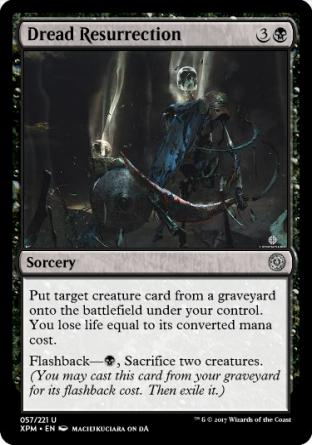 Dread Resurrection 3
Sorcery
Put target creature card from a graveyard
onto the battlefield under your control.
You lose life equal to its converted mana
cost.
Flashback—, Sacrifice two creatures.
(You may cast this card from your graveyard
for its flashback cost. Then exile it.)
057/221 U
XPM • EN MACIEJKUCIARA ON DA
™ & © 2017 Wizards of the Coast